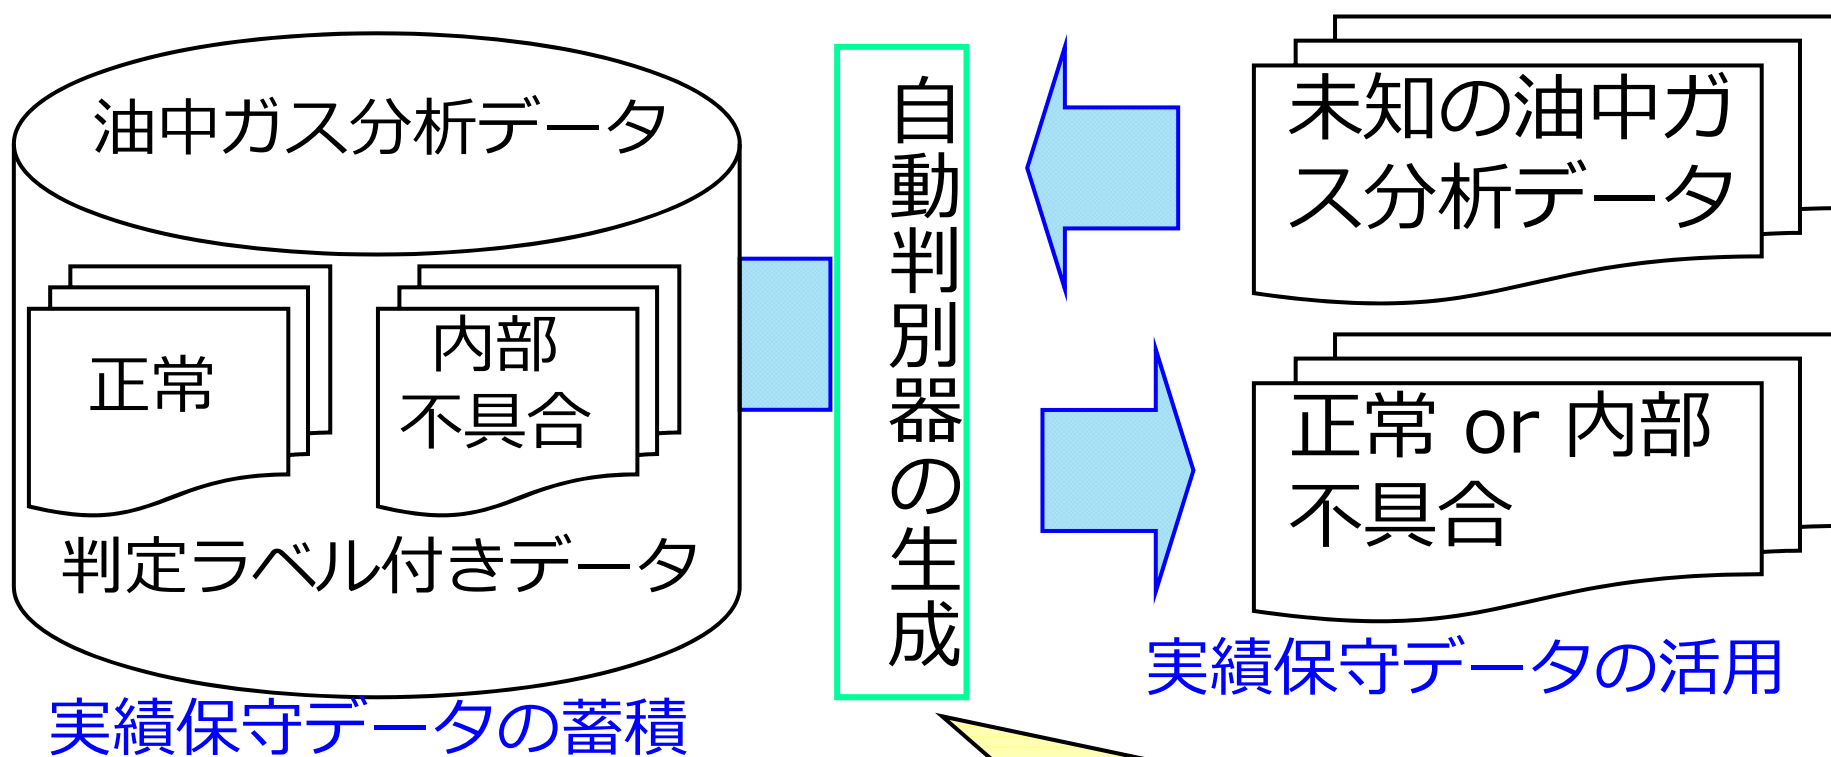 油中ガス分析データ
正常
内部
不具合
判定ラベル付きデータ
実績保守データの蓄積
自動判別器の生成
未知の油中ガ
ス分析データ
正常 or 内部
不具合
実績保守データの活用